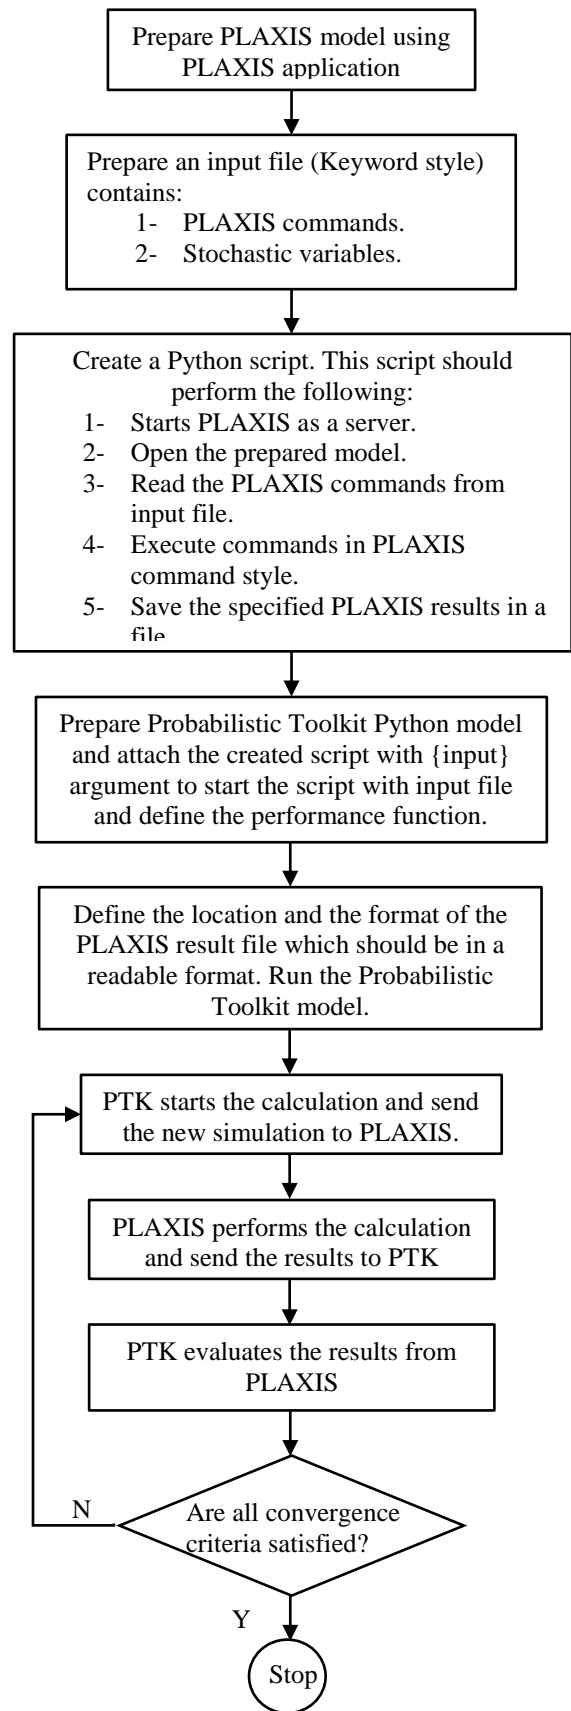 Prepare PLAXIS model using
PLAXIS application
Prepare an input file (Keyword style)
contains:
1- PLAXIS commands.
2- Stochastic variables.
Create a Python script. This script should
perform the following:
1- Starts PLAXIS as a server.
2- Open the prepared model.
3- Read the PLAXIS commands from
input file.
4- Execute commands in PLAXIS
command style.
5- Save the specified PLAXIS results in a
file
Prepare Probabilistic Toolkit Python model
and attach the created script with {input}
argument to start the script with input file
and define the performance function.
Define the location and the format of the
PLAXIS result file which should be in a
readable format. Run the Probabilistic
Toolkit model.
PTK starts the calculation and send
the new simulation to PLAXIS.
PLAXIS performs the calculation
and send the results to PTK
PTK evaluates the results from
PLAXIS
N
Are all convergence
criteria satisfied?
Y
Stop